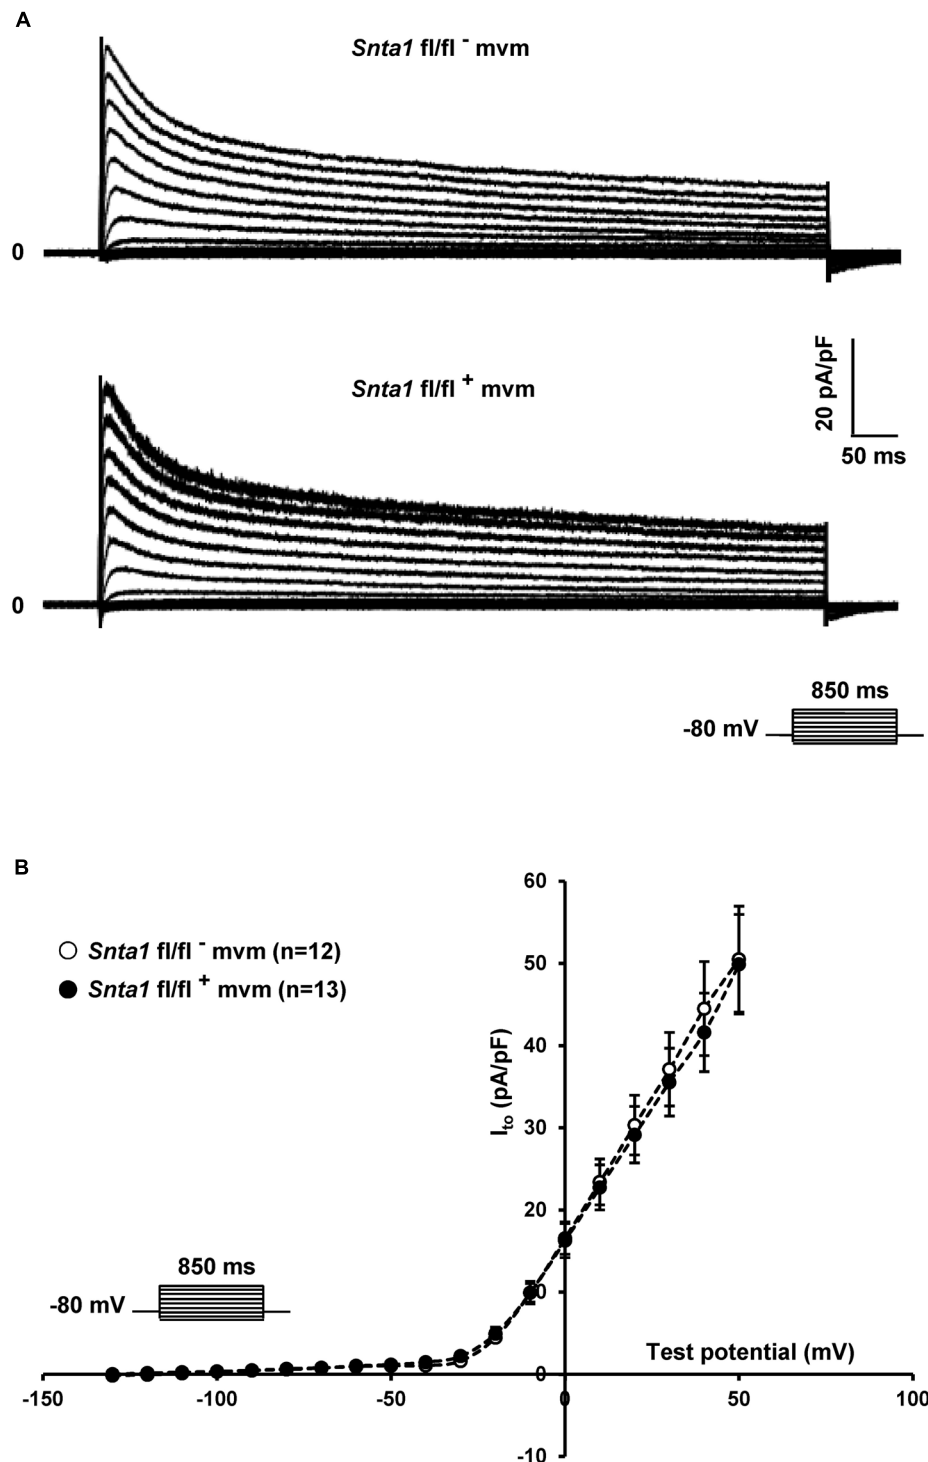 A
Snta1 fl/fl - mvm
0
20 pA/pF
50 ms
Snta1 fl/fl + mvm
0
850 ms
-80 mV
B
Snta1 fl/fl - mvm (n=12)
Snta1 fl/fl + mvm (n=13)
850 ms
-80 mV
Ito (pA/pF)
60
50
40
30
20
10
0
-10
Test potential (mV)
-150
-100
-50
0
50
100